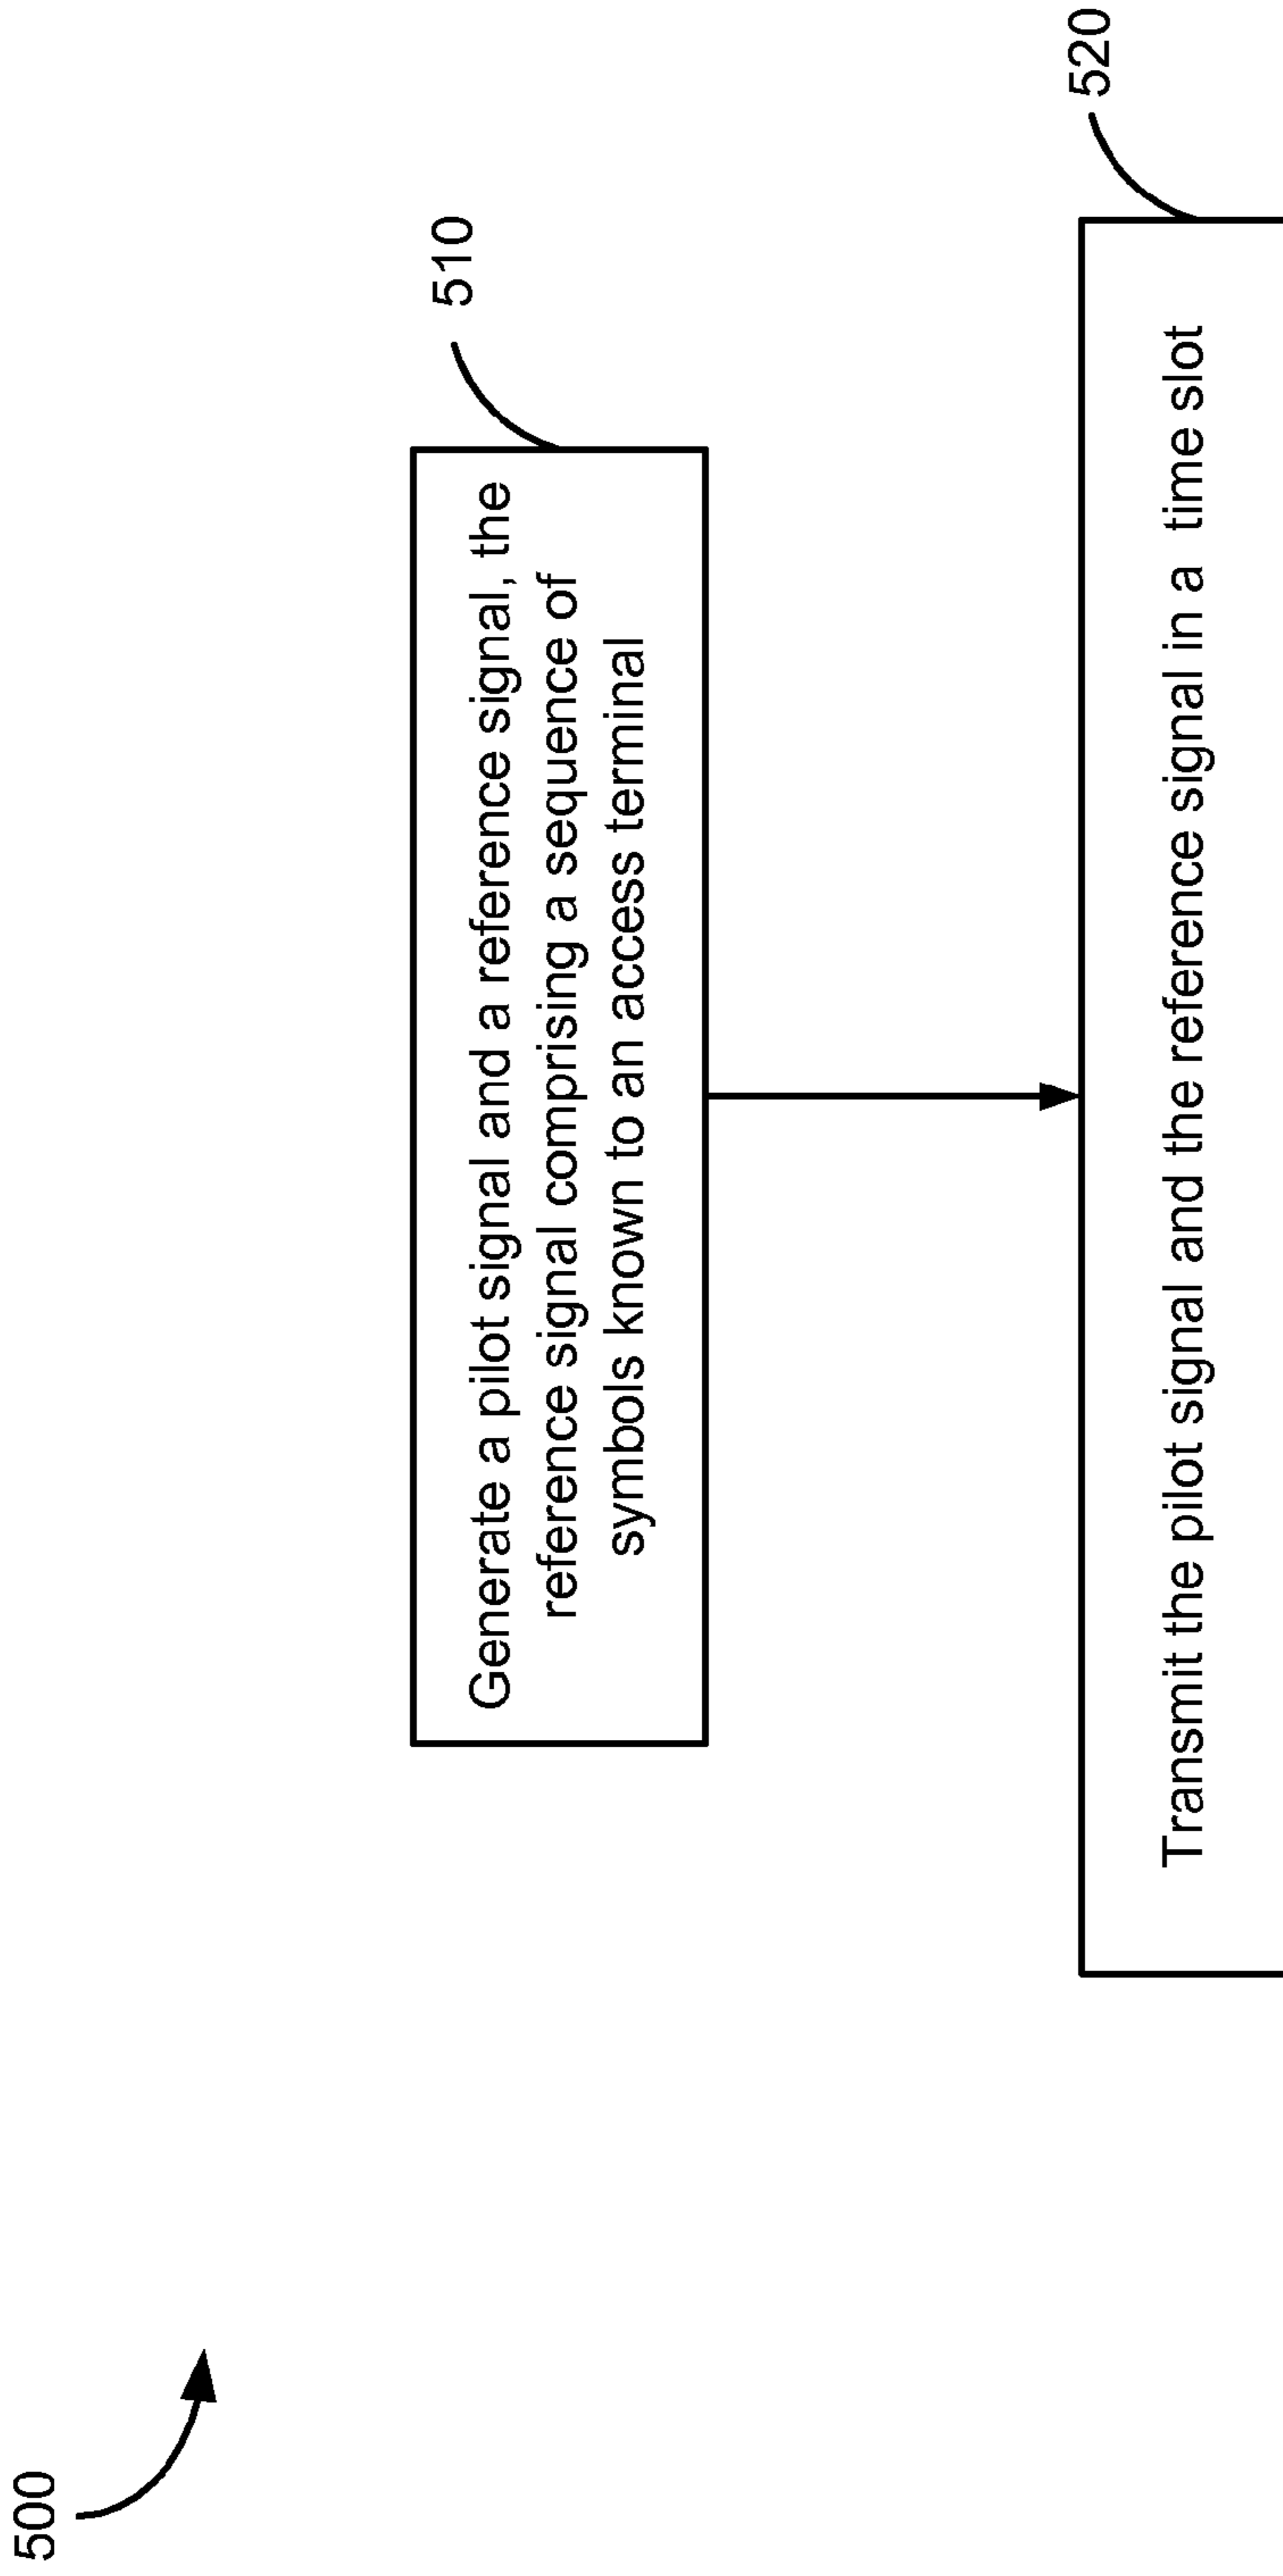 500
510
Generate a pilot signal and a reference signal, the
reference signal comprising a sequence of
symbols known to an access terminal
520
Transmit the pilot signal and the reference signal in a time slot